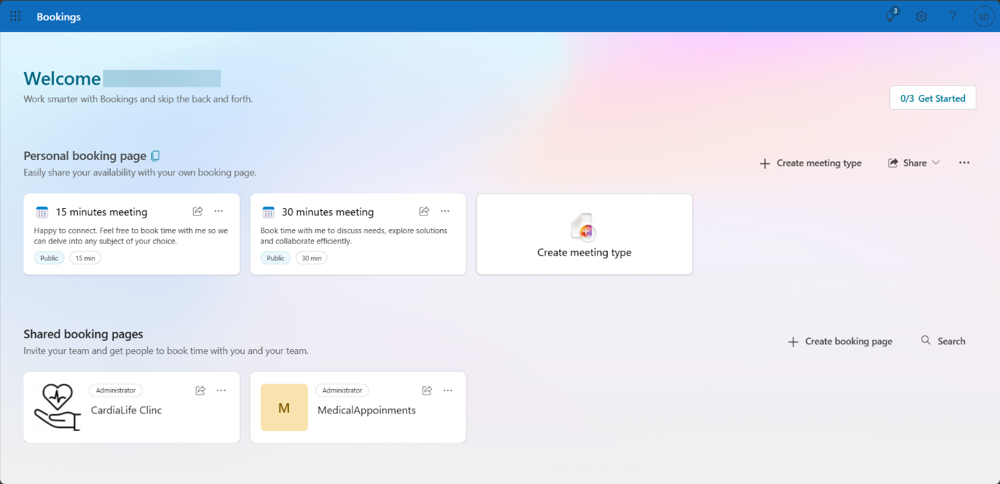 Bookings
3
SD
Welcome
Work smarter with Bookings and skip the back and forth.
0/3 Get Started
Personal booking page
Easily share your availability with your own booking page.
Create meeting type
Share
15 minutes meeting
Happy to connect. Feel free to book time with me so we
can delve into any subject of your choice.
Public
15 min
30 minutes meeting
Book time with me to discuss needs, explore solutions
and collaborate efficiently.
Public
30 min
Create meeting type
Shared booking pages
Invite your team and get people to book time with you and your team.
Create booking page
Search
Administrator
CardiaLife Clinc
M
Administrator
MedicalAppoinments